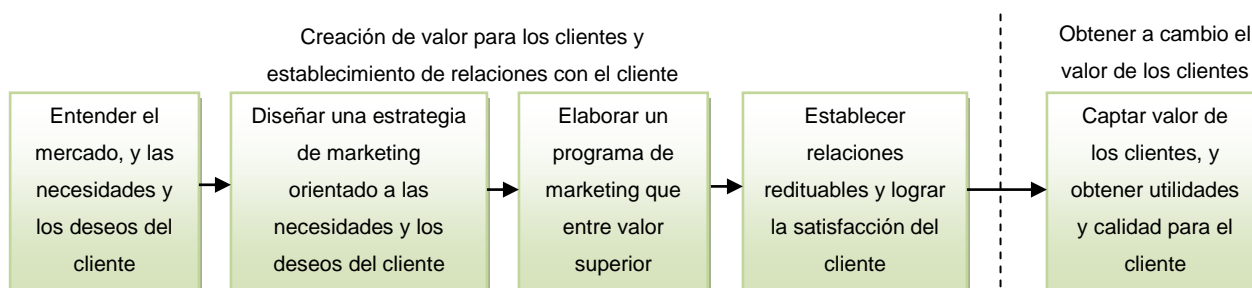 Creación de valor para los clientes y
establecimiento de relaciones con el cliente
Obtener a cambio el
valor de los clientes
Entender el
mercado, y las
necesidades y
los deseos del
cliente
Diseñar una estrategia
de marketing
orientado a las
necesidades y los
deseos del cliente
Elaborar un
programa de
marketing que
entre valor
superior
Establecer
relaciones
redituables y lograr
la satisfacción del
cliente
Captar valor de
los clientes, y
obtener utilidades
y calidad para el
cliente